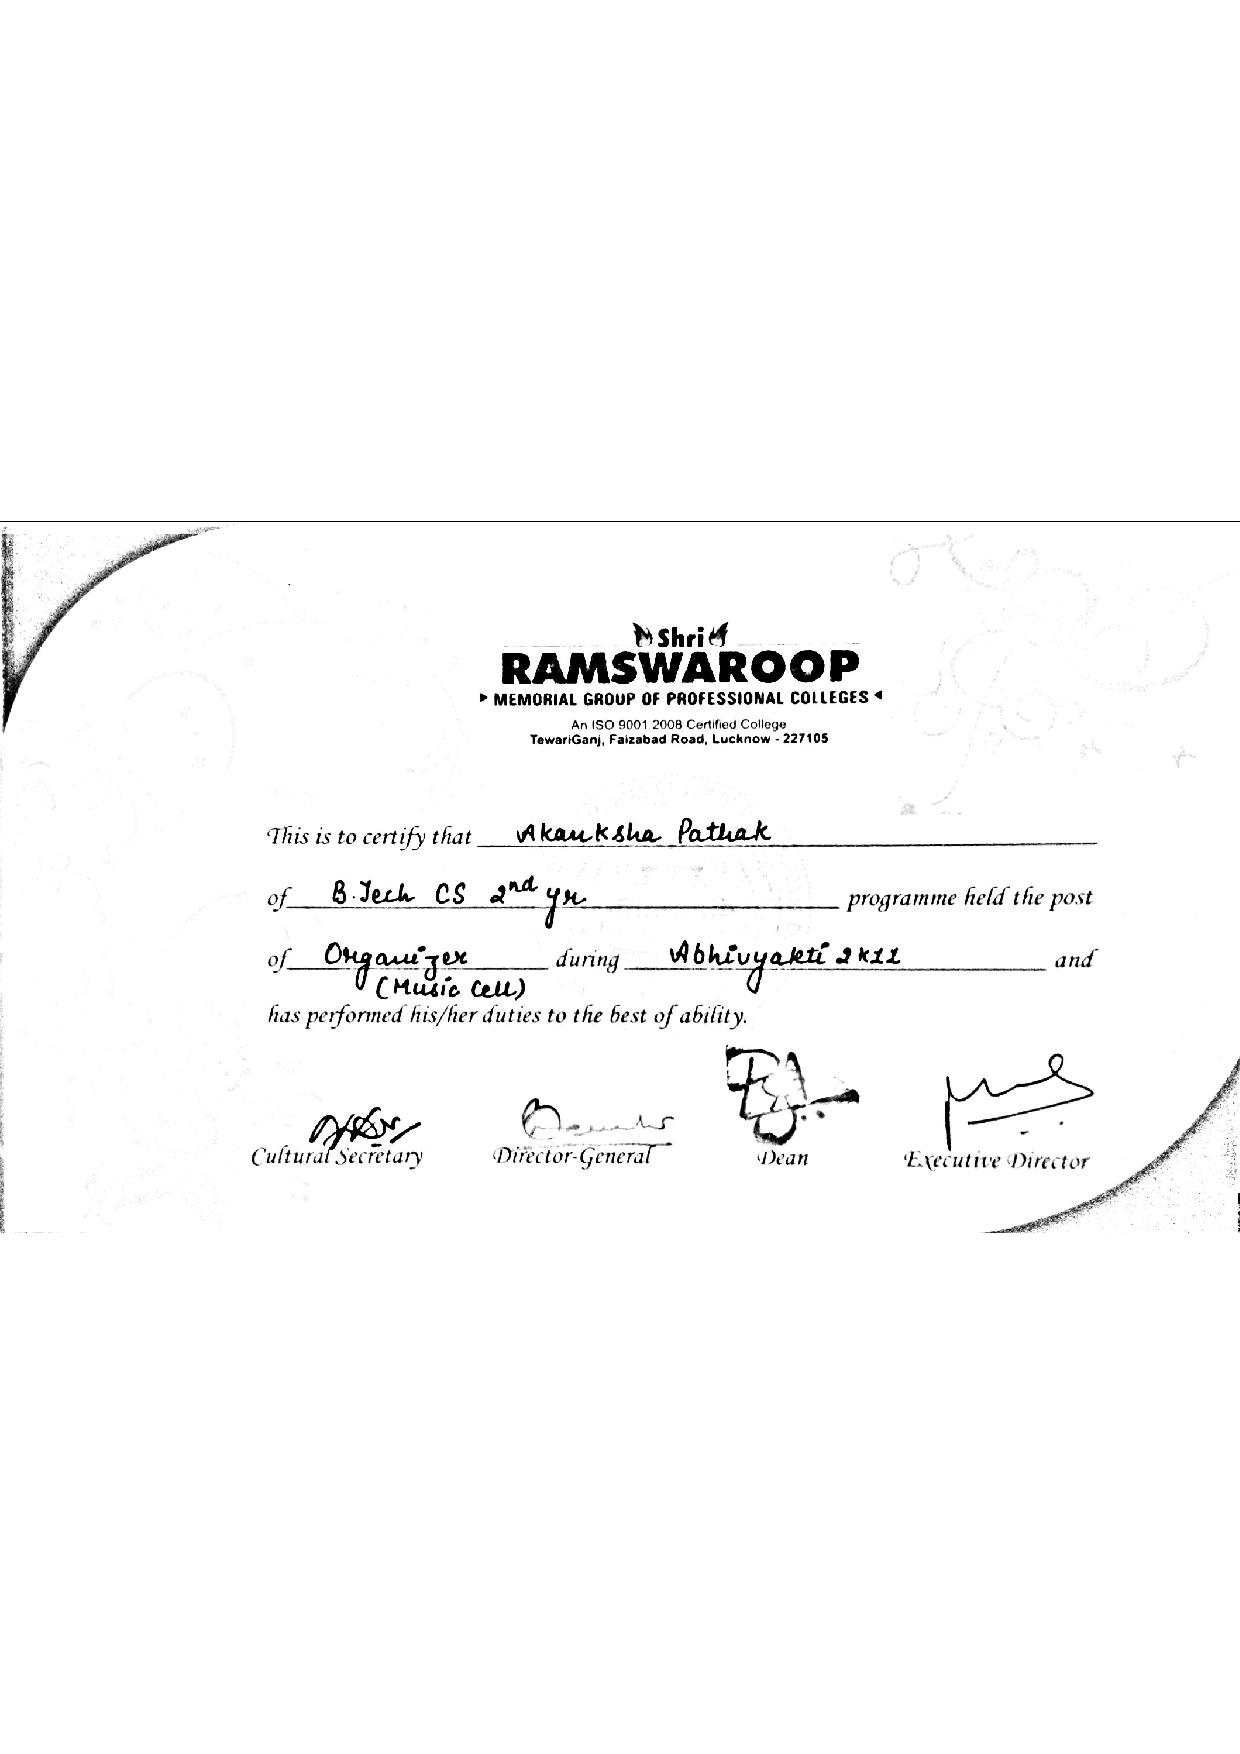 Shri
RAMSWAROOP
MEMORIAL GROUP OF PROFESSIONAL COLLEGES
An ISO 9001 2008 Certified College
TewariGanj, Faizabad Road, Lucknow - 227105
This is to certify that Akanksha Pathak
of B.Tech CS 2nd yr programme held the post
of Organizer during Abhivyakti 2K11 and
(Music Cell)
has performed his/her duties to the best of ability.
Cultural Secretary Director-General Dean Executive Director